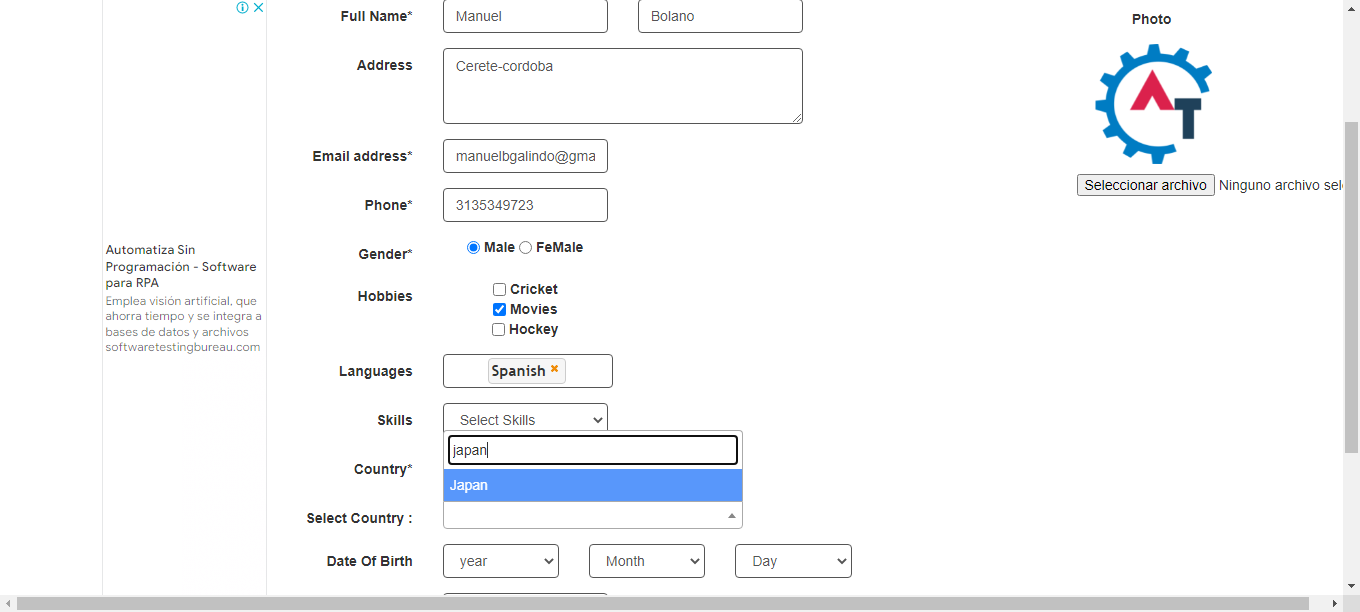 Full Name*
Manuel
Bolano
Photo
Address
Cerete-cordoba
Email address*
manuelbgalindo@gma
Seleccionar archivo
Ninguno archivo sel
Phone*
3135349723
Automatiza Sin
Programación - Software
para RPA
Emplea visión artificial, que
ahorra tiempo y se integra a
bases de datos y archivos
softwaretestingbureau.com
Gender*
Male
FeMale
Hobbies
Cricket
Movies
Hockey
Languages
Spanish
Skills
Select Skills
Country*
japan
Japan
Select Country :
Date Of Birth
year
Month
Day
AT